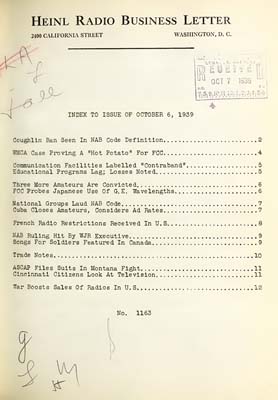 HEINL RADIO BUSINESS LETTER
2400 CALIFORNIA STREET WASHINGTON, D. C.
OCT 7 1939
INDEX TO ISSUE OF OCTOBER 6, 1939
Coughlin Ban Seen In NAB Code Definition....2
WMCA Case Proving A "Hot Potato" For FCC....4
Communication Facilities Labelled "Contraband"....5
Educational Programs Lag; Losses Noted....5
Three More Amateurs Are Convicted....6
FCC Probes Japanese Use Of G.E. Wavelengths....6
National Groups Laud NAB Code....7
Cuba Closes Amateurs, Considers Ad Rates....7
French Radio Restrictions Received In U.S....8
NAB Ruling Hit By WJR Executive....9
Songs For Soldiers Featured In Canada....9
Trade Notes....10
ASCAP Files Suits In Montana Fight....11
Cincinnati Citizens Look At Television....11
War Boosts Sales Of Radios In U.S....12
No. 1163